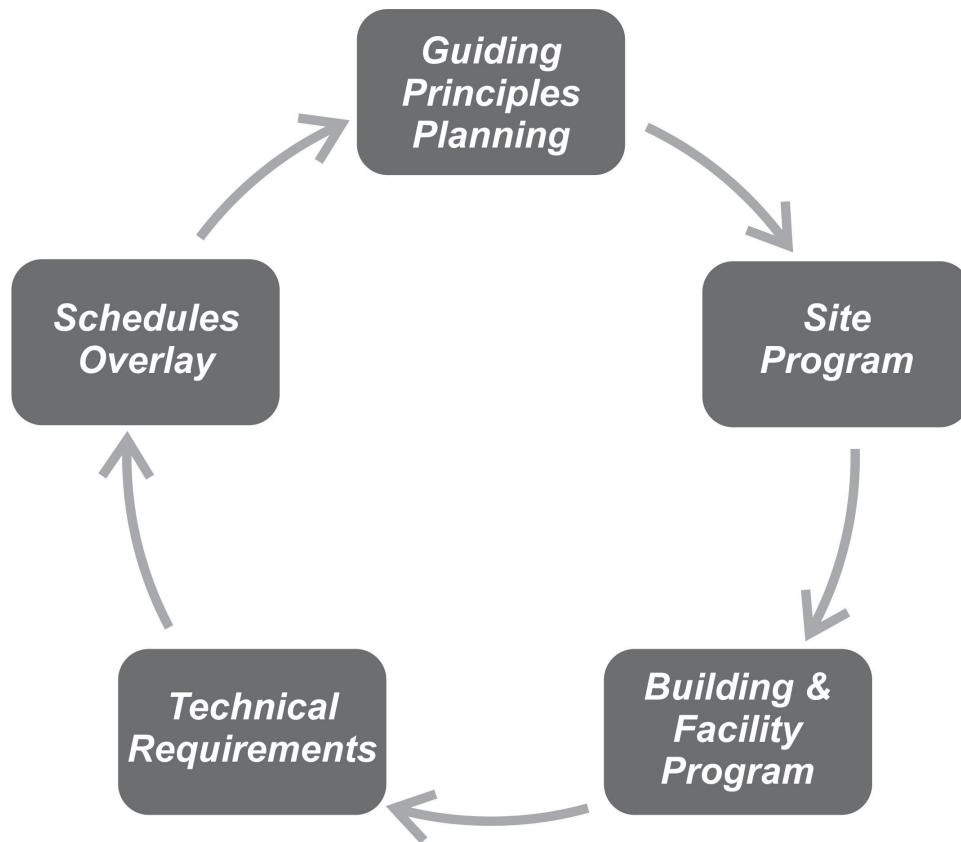 Guiding
Principles
Planning
Site
Program
Building &
Facility
Program
Technical
Requirements
Schedules
Overlay